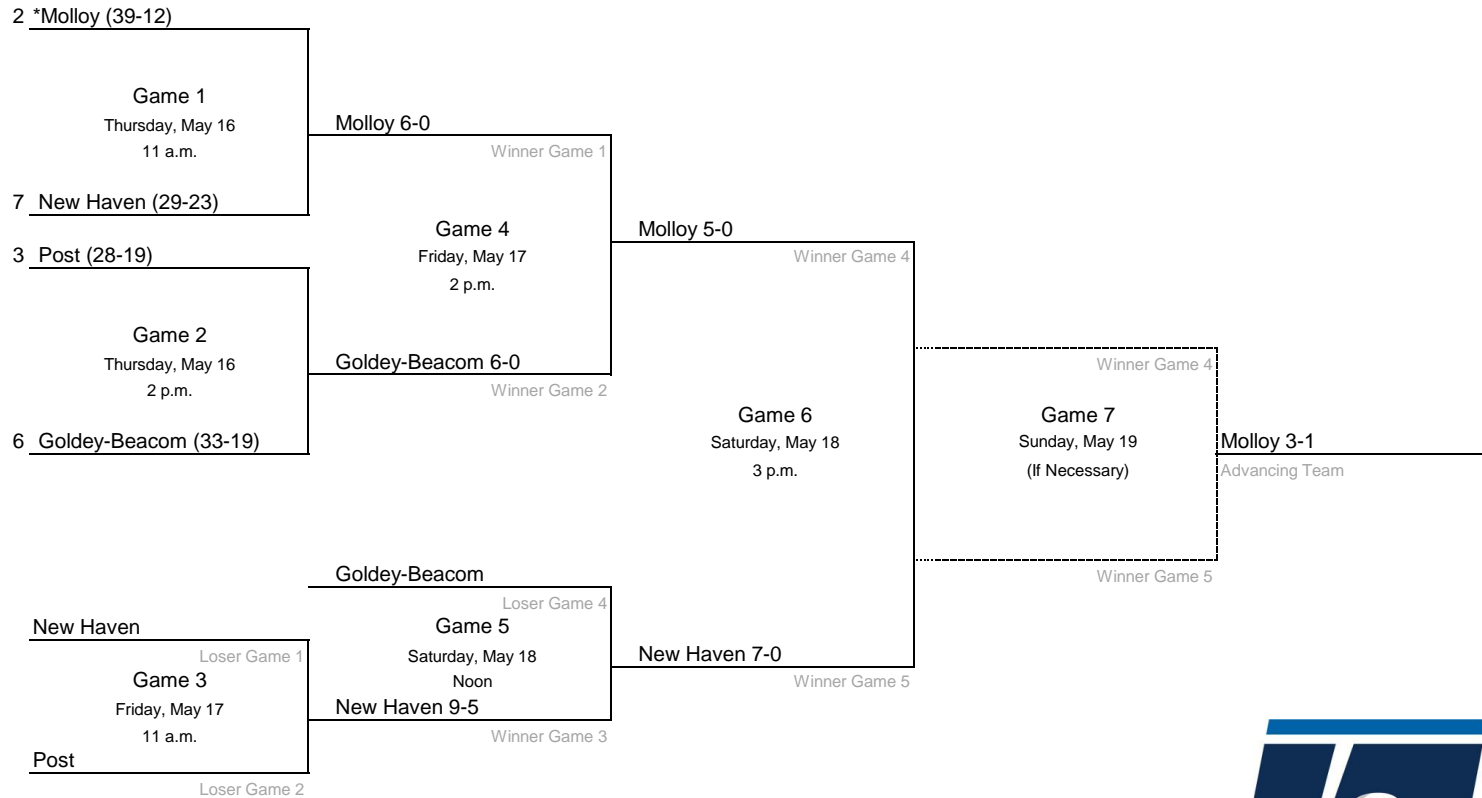 2 *Molloy (39-12)
Game 1
Thursday, May 16
11 a.m.
Molloy 6-0
Winner Game 1
7 New Haven (29-23)
Game 4
Friday, May 17
2 p.m.
Molloy 5-0
Winner Game 4
3 Post (28-19)
Game 2
Thursday, May 16
2 p.m.
Goldey-Beacom 6-0
Winner Game 2
6 Goldey-Beacom (33-19)
Game 6
Saturday, May 18
3 p.m.
Winner Game 4
Game 7
Sunday, May 19
(If Necessary)
Winner Game 5
Molloy 3-1
Advancing Team
Goldey-Beacom
Loser Game 4
Game 5
Saturday, May 18
Noon
New Haven 7-0
Winner Game 5
New Haven
Loser Game 1
Game 3
Friday, May 17
11 a.m.
New Haven 9-5
Winner Game 3
Post
Loser Game 2